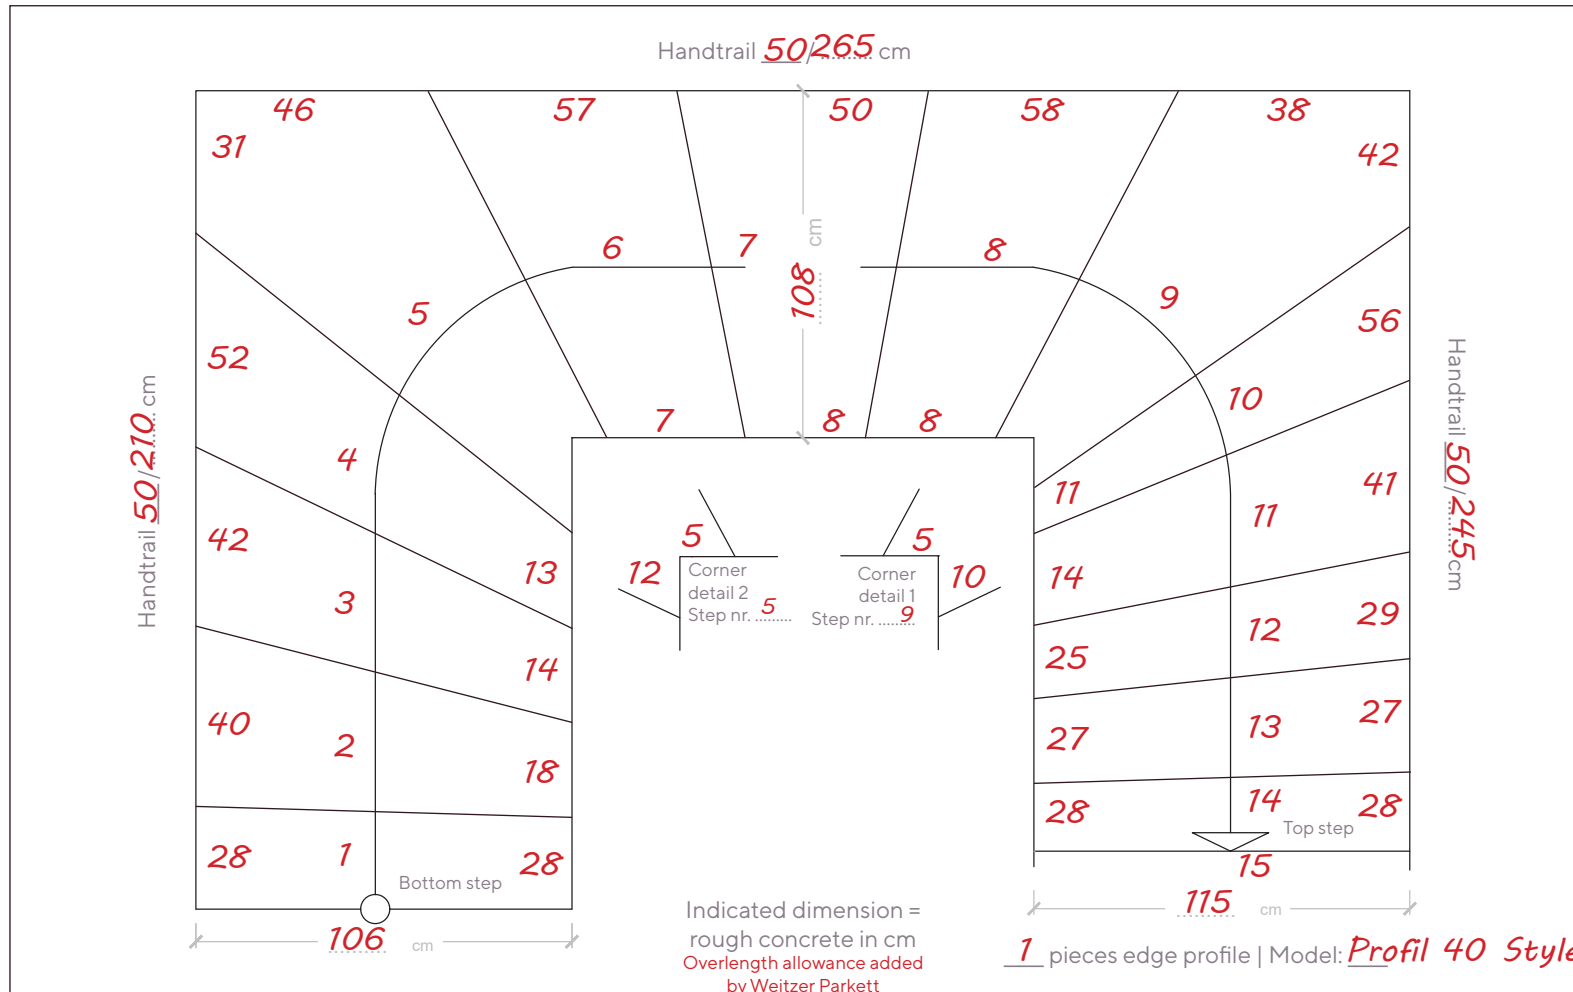 Handtrail 50/265 cm
46 57 50 58 38
31 42
6 7 8
cm
108
5 9
52 56
10
7 8 8
4
Handtrail 50/210 cm
Handtrail 50/245 cm
11 41
11
42
5 5
13 12 10 14
Corner
detail 2
Step nr. 5
Corner
detail 1
Step nr. 9
3
12 29
14 25
40 2 18
27 13 27
28 14 28
Top step
28 1 28
Bottom step
15
106 cm
115 cm
Indicated dimension =
rough concrete in cm
Overlength allowance added
by Weitzer Parkett
1 pieces edge profile | Model: Profil 40 Style